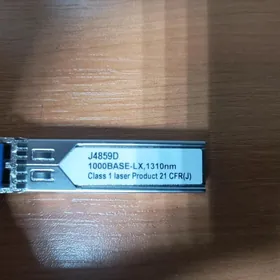 J4859D
1000BASE-LX,1310nm
Class 1 laser Product 21 CFR(J)